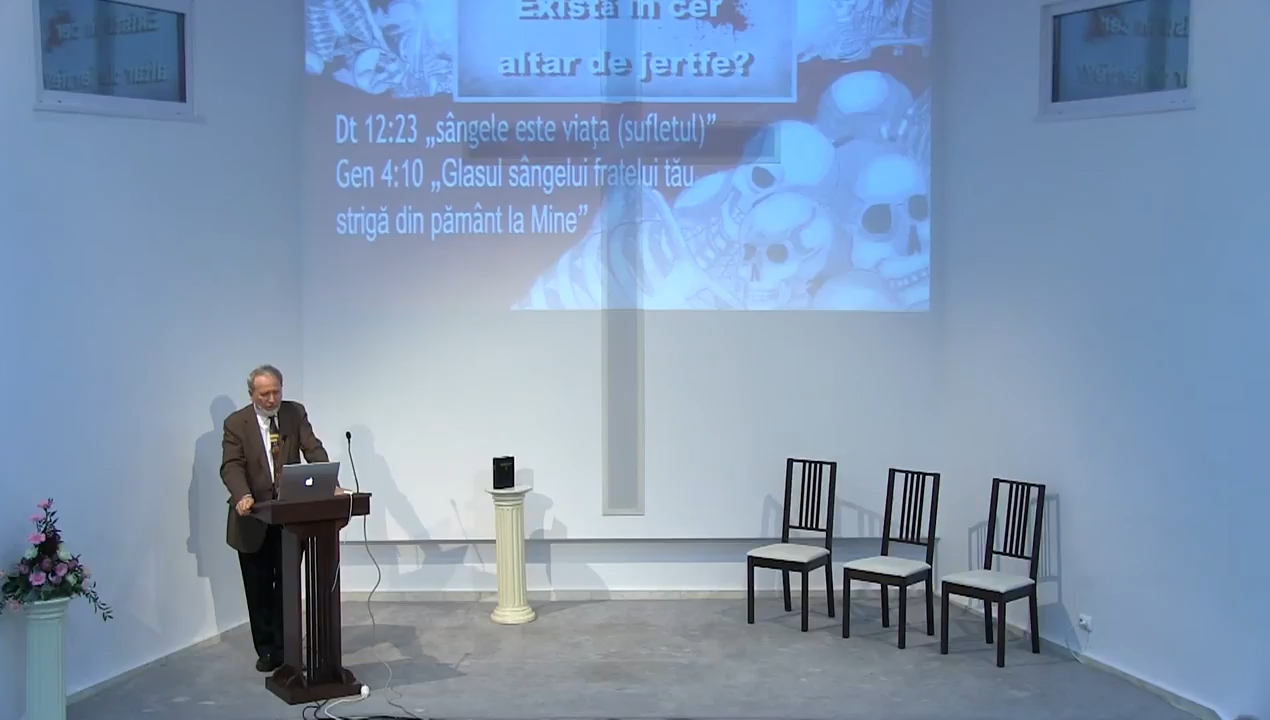 Există în cer
altar de jertfe?
Dt 12:23 „sângele este viața (sufletul)”
Gen 4:10 „Glasul sângelui fratelui tău
strigă din pământ la Mine”